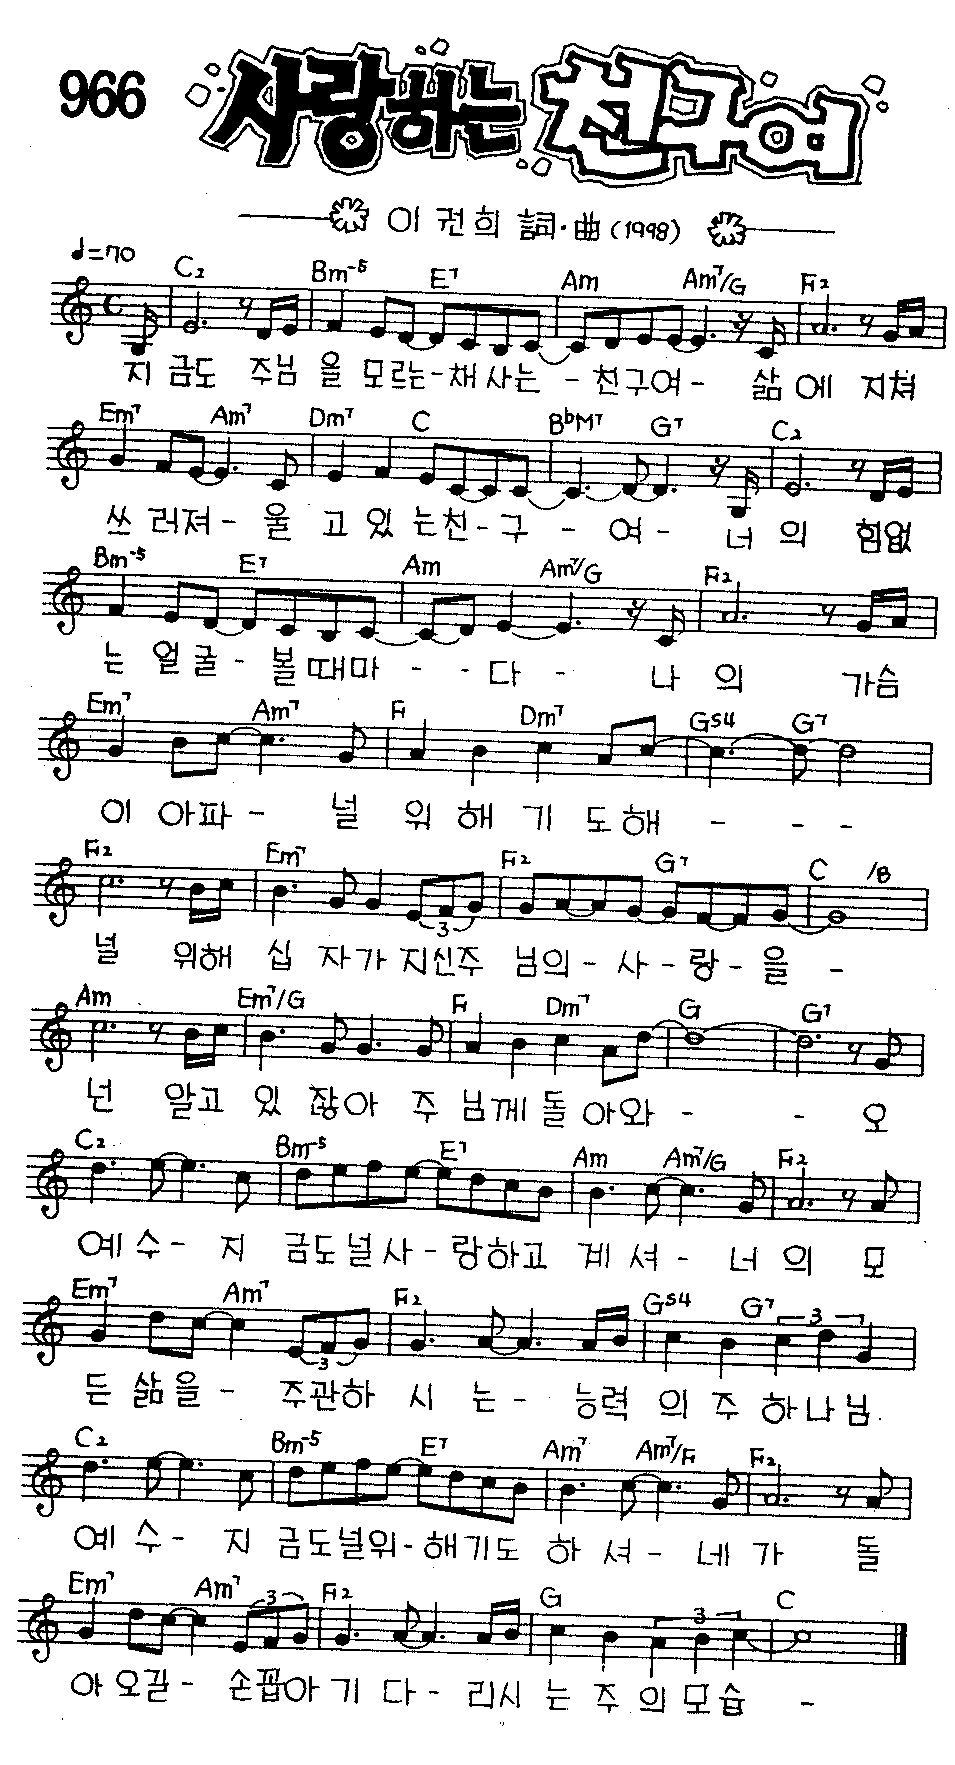 966 사랑하는 친구여
이권희 詞·曲 (1998)
♩=70
C2 Bm-5 E7 Am Am7/G F2
지 금도 주님 을 모르는-채사는 - 친구여- 삶에 지쳐
Em7 Am7 Dm7 C BbM7 G7 C2
쓰러져- 울 고 있 는친-구 - 여- 너 의 힘없
Bm-5 E7 Am Am7/G F2
는 얼굴- 볼때마 - - 다 - 나 의 가슴
Em7 Am7 F Dm7 Gs4 G7
이 아파- 널 위 해 기 도해 - - -
F2 Em7 F2 G7 C /B
3
널 위해 십 자가 지신주 님의- 사- 랑- 을 -
Am Em7/G F Dm7 G G7
넌 알고 있 잖아 주 님께 돌 아와 - - 오
C2 Bm-5 E7 Am Am7/G F2
예 수- 지 금도널사-랑하고 계 셔- 너 의 모
Em7 Am7 F2 Gs4 G7 3
3
든 삶을- 주관하 시 는- 능력 의 주 하나님
C2 Bm-5 E7 Am7 Am7/F F2
예 수- 지 금도널위-해기도 하 셔- 네 가 돌
Em7 Am7 3 F2 G 3 C
아 오길- 손꼽아 기 다- 리시 는 주 의 모습 -